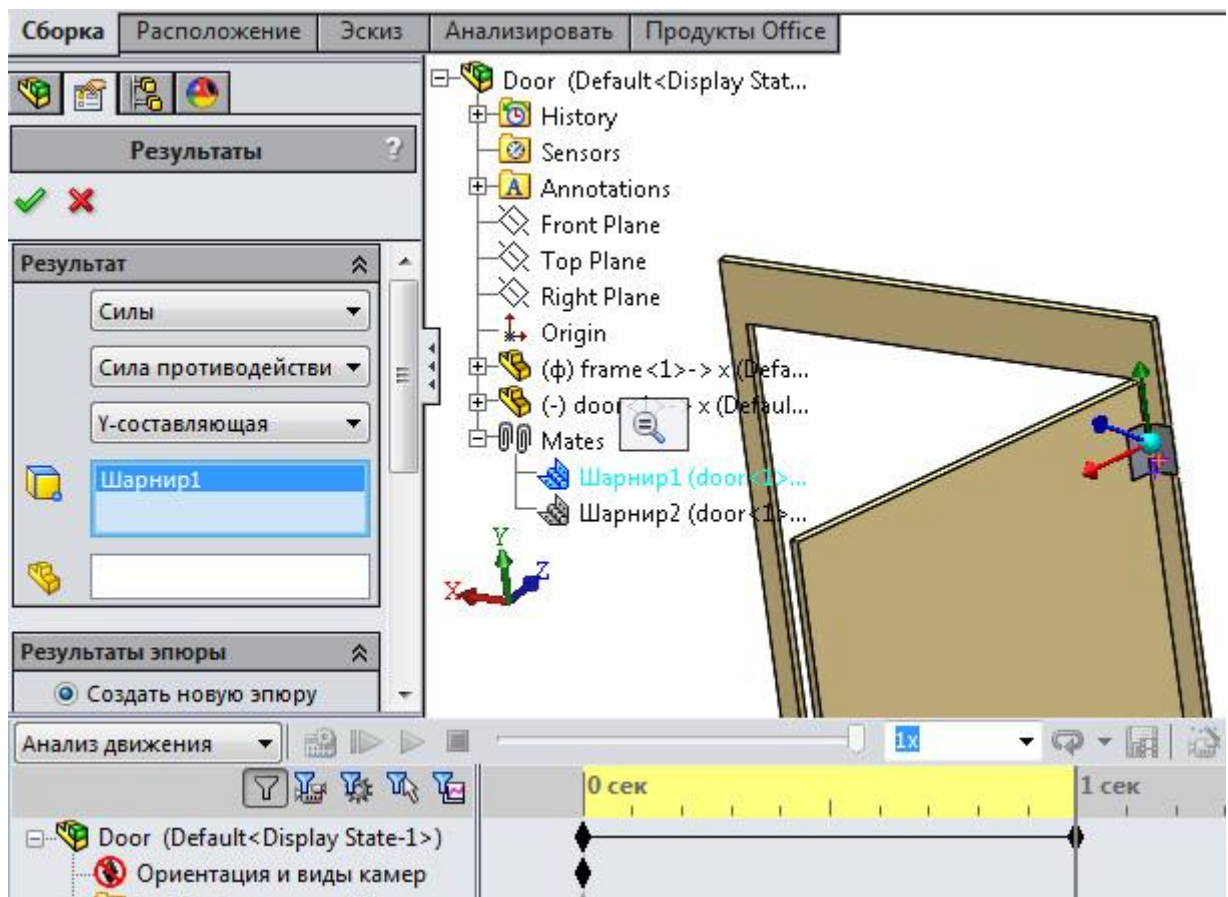 Сборка Расположение Эскиз Анализировать Продукты Office
Результаты ?
Результат
Силы
Сила противодействи
Y-составляющая
Шарнир1
Результаты эпюры
Создать новую эпюру
Door (Default<Display Stat...
History
Sensors
Annotations
Front Plane
Top Plane
Right Plane
Origin
(ф) frame<1>-> x (Defa...
(-) door<1>-> x (Defaul...
Mates
Шарнир1 (door<1>...
Шарнир2 (door<1>...
Y
Z
X
Анализ движения 1x
0 сек 1 сек
Door (Default<Display State-1>)
Ориентация и виды камер